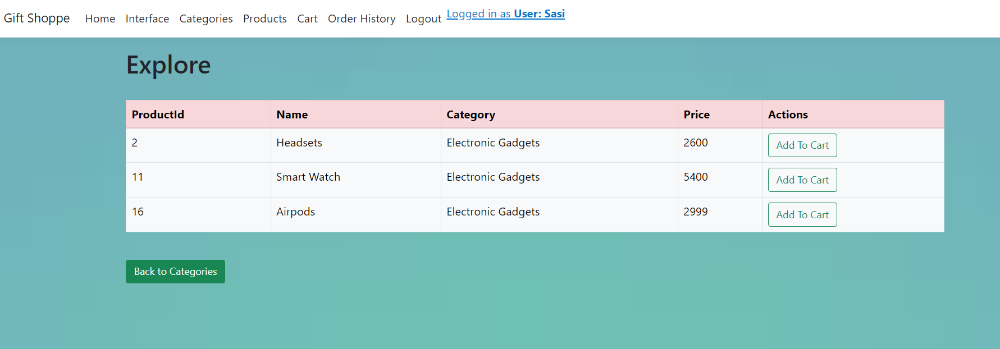 Gift Shoppe Home Interface Categories Products Cart Order History Logout Logged in as User: Sasi
Explore
ProductId Name Category Price Actions
2 Headsets Electronic Gadgets 2600 Add To Cart
11 Smart Watch Electronic Gadgets 5400 Add To Cart
16 Airpods Electronic Gadgets 2999 Add To Cart
Back to Categories